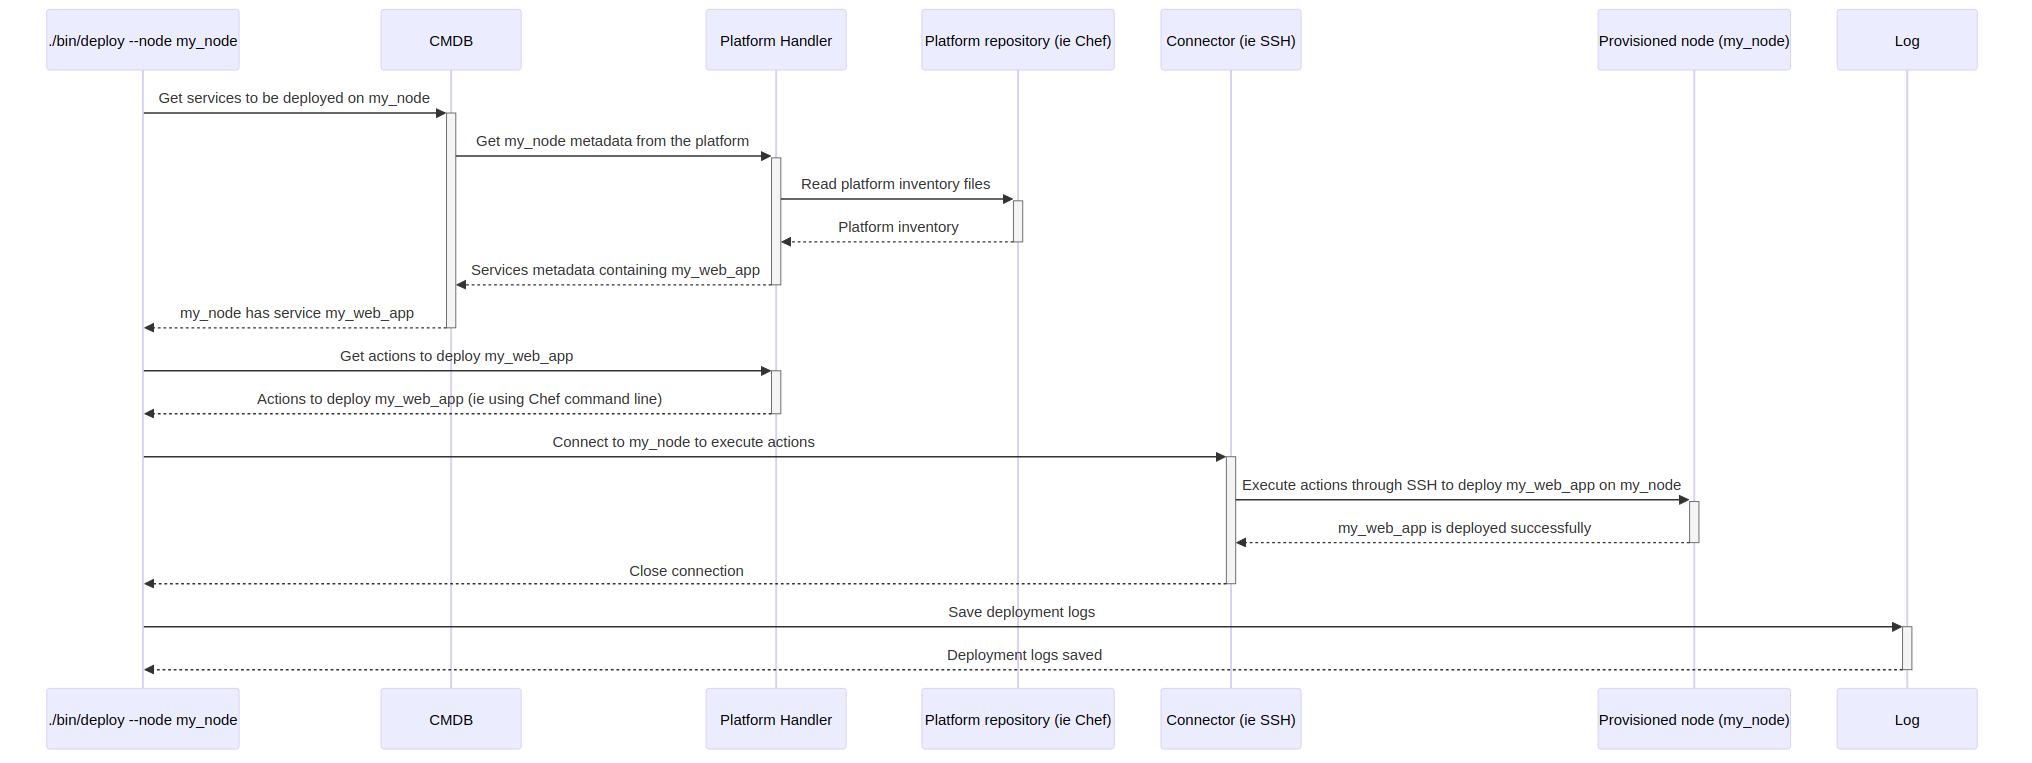 ./bin/deploy --node my_node
CMDB
Platform Handler
Platform repository (ie Chef)
Connector (ie SSH)
Provisioned node (my_node)
Log
Get services to be deployed on my_node
Get my_node metadata from the platform
Read platform inventory files
Platform inventory
Services metadata containing my_web_app
my_node has service my_web_app
Get actions to deploy my_web_app
Actions to deploy my_web_app (ie using Chef command line)
Connect to my_node to execute actions
Execute actions through SSH to deploy my_web_app on my_node
my_web_app is deployed successfully
Close connection
Save deployment logs
Deployment logs saved
./bin/deploy --node my_node
CMDB
Platform Handler
Platform repository (ie Chef)
Connector (ie SSH)
Provisioned node (my_node)
Log